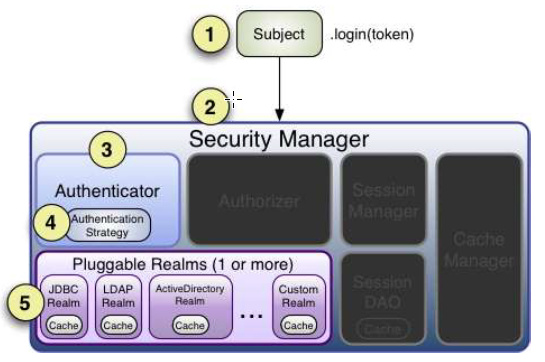 1
Subject
.login(token)
2
Security Manager
3
Authenticator
4
Authentication
Strategy
Authorizer
Session
Manager
Cache
Manager
Session
DAO
(Cache)
Pluggable Realms (1 or more)
5
JDBC
Realm
Cache
LDAP
Realm
Cache
ActiveDirectory
Realm
Cache
...
Custom
Realm
Cache